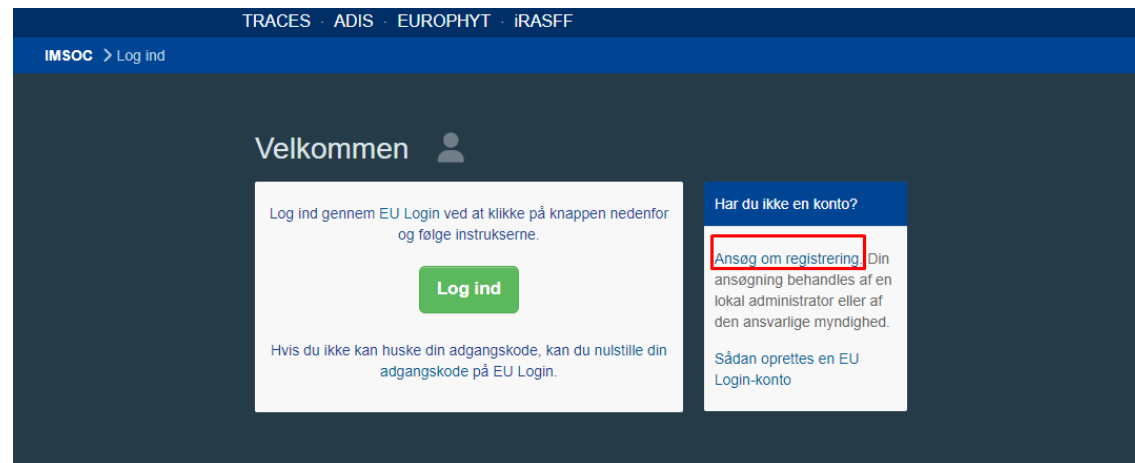 TRACES · ADIS · EUROPHYT · iRASFF
IMSOC > Log ind
Velkommen
Log ind gennem EU Login ved at klikke på knappen nedenfor
og følge instrukserne.
Log ind
Hvis du ikke kan huske din adgangskode, kan du nulstille din
adgangskode på EU Login.
Har du ikke en konto?
Ansøg om registrering. Din
ansøgning behandles af en
lokal administrator eller af
den ansvarlige myndighed.
Sådan oprettes en EU
Login-konto